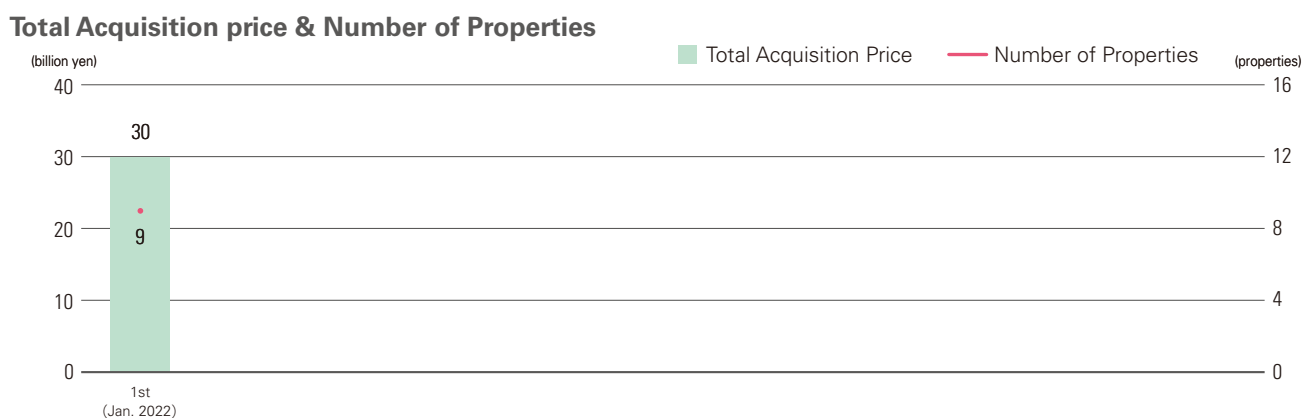 Total Acquisition price & Number of Properties
(billion yen)
Total Acquisition Price
Number of Properties
(properties)
40
16
30
30
12
20
9
8
10
4
0
0
1st
(Jan. 2022)